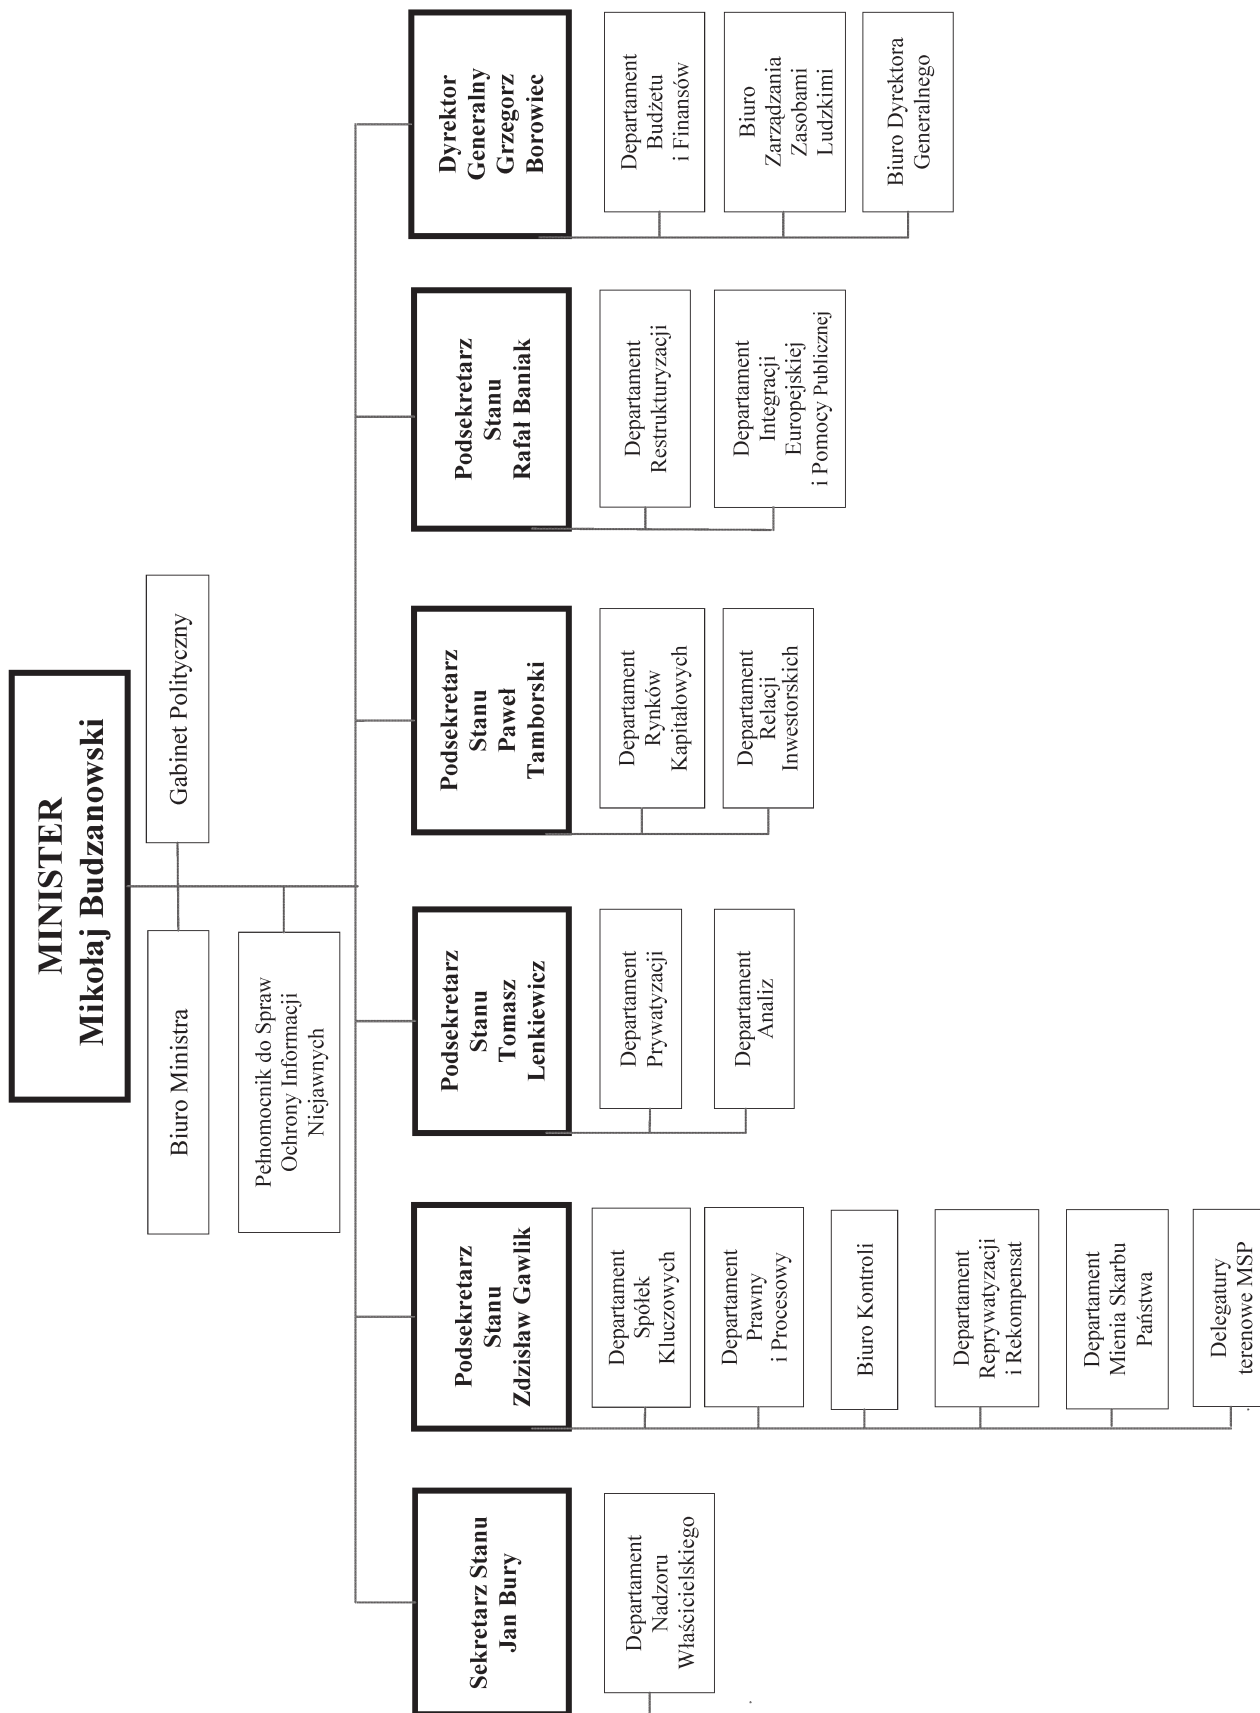 MINISTER
Mikołaj Budzanowski
Biuro Ministra
Gabinet Polityczny
Pełnomocnik do Spraw
Ochrony Informacji
Niejawnych
Sekretarz Stanu
Jan Bury
Departament
Nadzoru
Właścicielskiego
Podsekretarz
Stanu
Zdzisław Gawlik
Departament
Spółek
Kluczowych
Departament
Prawny
i Procesowy
Biuro Kontroli
Departament
Reprywatyzacji
i Rekompensat
Departament
Mienia Skarbu
Państwa
Delegatury
terenowe MSP
Podsekretarz
Stanu
Tomasz
Lenkiewicz
Departament
Prywatyzacji
Departament
Analiz
Podsekretarz
Stanu
Paweł
Tamborski
Departament
Rynków
Kapitałowych
Departament
Relacji
Inwestorskich
Podsekretarz
Stanu
Rafał Baniak
Departament
Restrukturyzacji
Departament
Integracji
Europejskiej
i Pomocy Publicznej
Dyrektor
Generalny
Grzegorz
Borowiec
Departament
Budżetu
i Finansów
Biuro
Zarządzania
Zasobami
Ludzkimi
Biuro Dyrektora
Generalnego